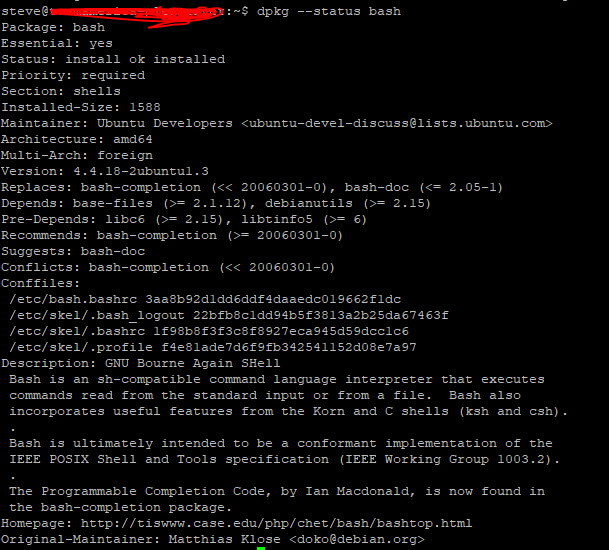 steve@:~$ dpkg --status bash
Package: bash
Essential: yes
Status: install ok installed
Priority: required
Section: shells
Installed-Size: 1588
Maintainer: Ubuntu Developers <ubuntu-devel-discuss@lists.ubuntu.com>
Architecture: amd64
Multi-Arch: foreign
Version: 4.4.18-2ubuntu1.3
Replaces: bash-completion (<< 20060301-0), bash-doc (<= 2.05-1)
Depends: base-files (>= 2.1.12), debianutils (>= 2.15)
Pre-Depends: libc6 (>= 2.15), libtinfo5 (>= 6)
Recommends: bash-completion (>= 20060301-0)
Suggests: bash-doc
Conflicts: bash-completion (<< 20060301-0)
Conffiles:
 /etc/bash.bashrc 3aa8b92d1dd6ddf4daaedc019662f1dc
 /etc/skel/.bash_logout 22bfb8c1dd94b5f3813a2b25da67463f
 /etc/skel/.bashrc 1f98b8f3f3c8f8927eca945d59dcc1c6
 /etc/skel/.profile f4e81ade7d6f9fb342541152d08e7a97
Description: GNU Bourne Again SHell
 Bash is an sh-compatible command language interpreter that executes
 commands read from the standard input or from a file.  Bash also
 incorporates useful features from the Korn and C shells (ksh and csh).
 .
 Bash is ultimately intended to be a conformant implementation of the
 IEEE POSIX Shell and Tools specification (IEEE Working Group 1003.2).
 .
 The Programmable Completion Code, by Ian Macdonald, is now found in
 the bash-completion package.
Homepage: http://tiswww.case.edu/php/chet/bash/bashtop.html
Original-Maintainer: Matthias Klose <doko@debian.org>